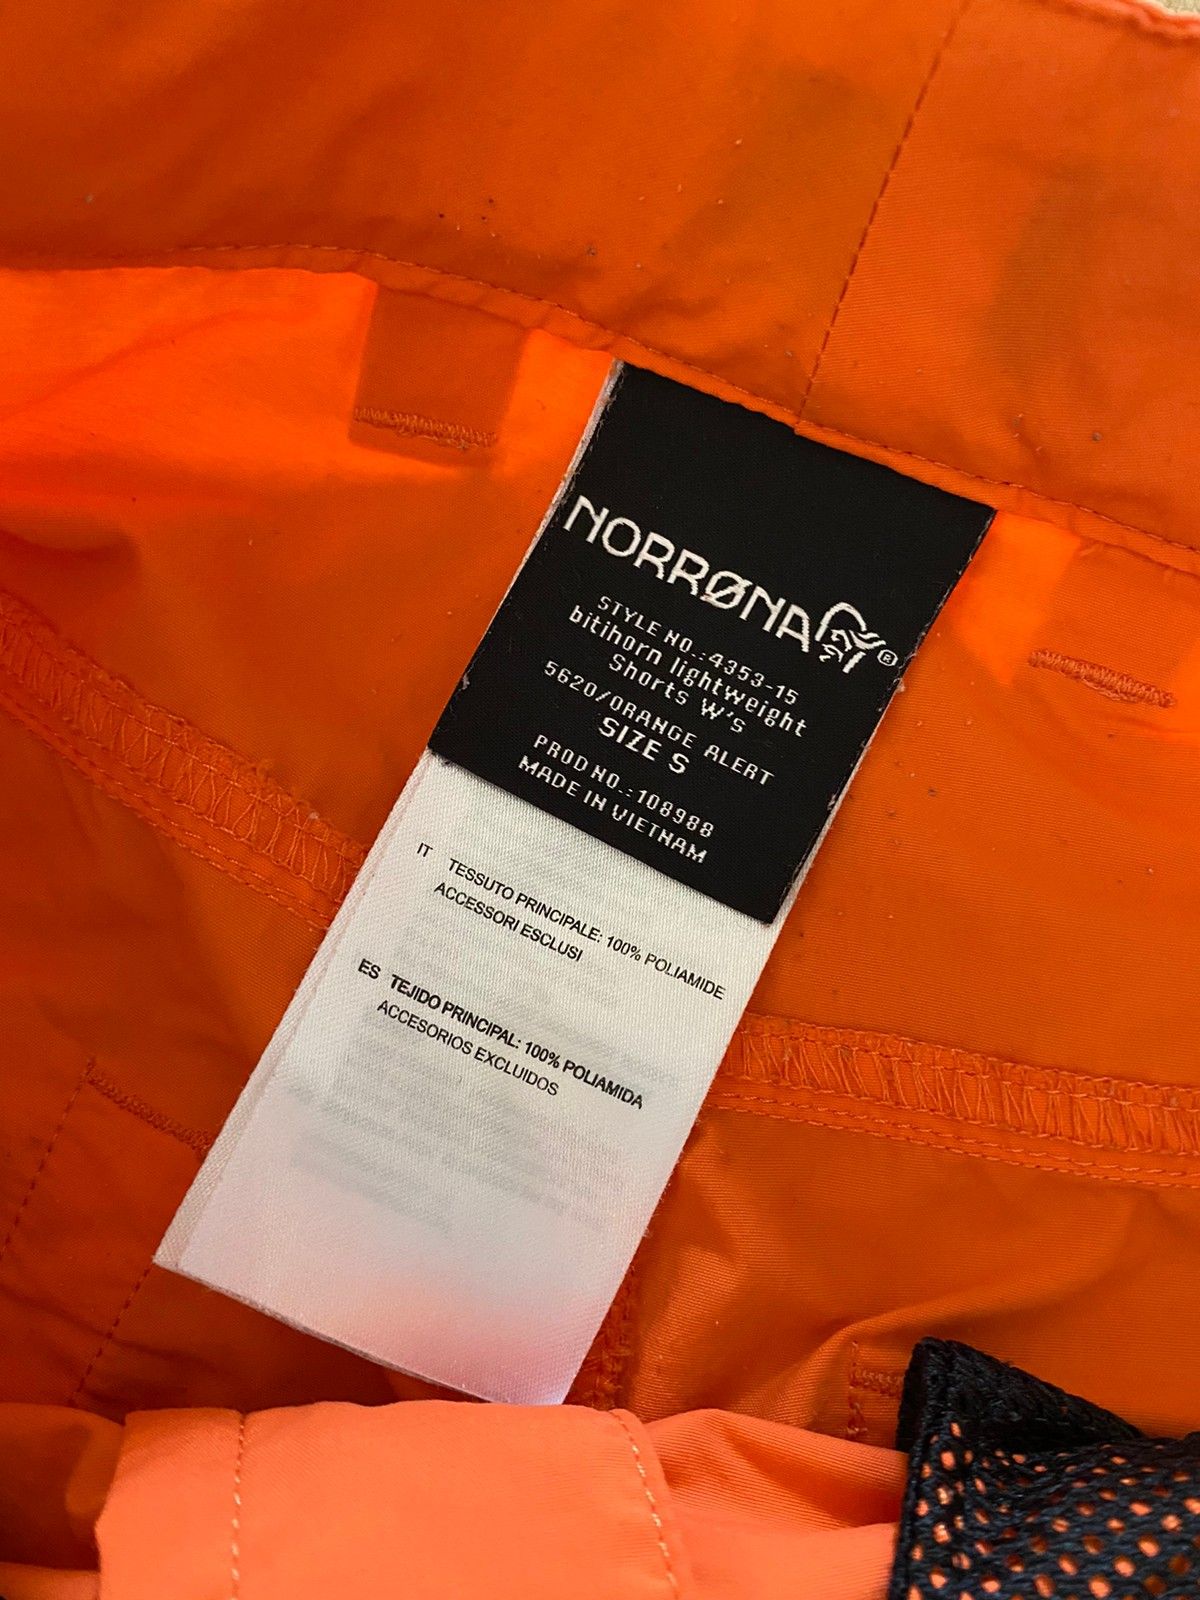 NORRØNA®
STYLE NO.:4353-15
bitihorn lightweight
Shorts W's
5620/ORANGE ALERT
SIZE S
PROD NO.:108988
MADE IN VIETNAM
IT TESSUTO PRINCIPALE: 100% POLIAMIDE
ACCESSORI ESCLUSI
ES TEJIDO PRINCIPAL: 100% POLIAMIDA
ACCESORIOS EXCLUIDOS